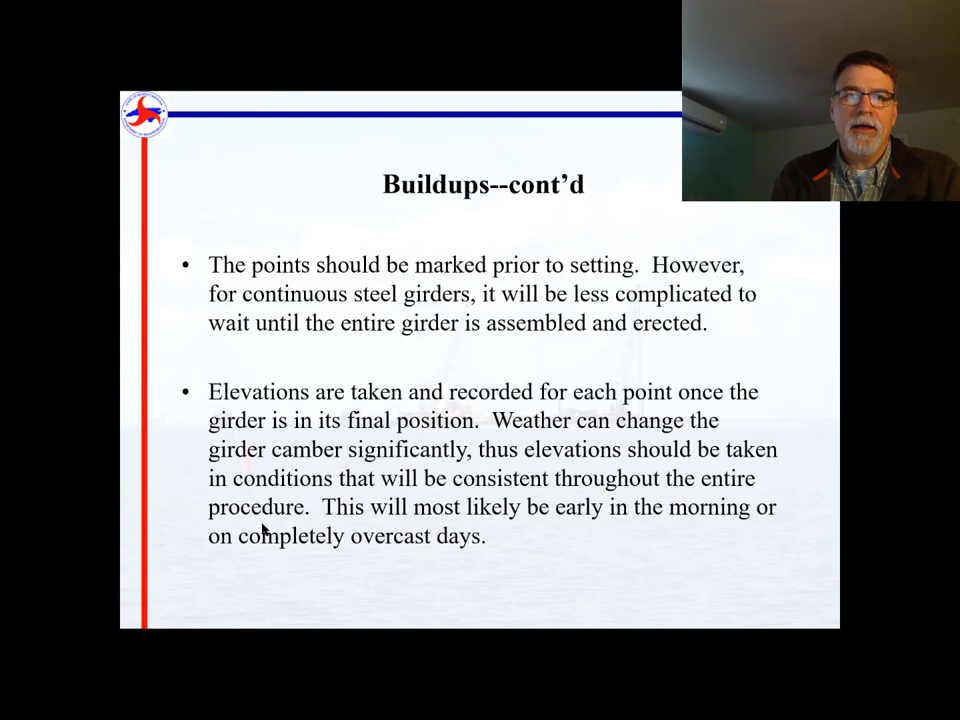 Buildups--cont’d
• The points should be marked prior to setting.  However,
for continuous steel girders, it will be less complicated to
wait until the entire girder is assembled and erected.
• Elevations are taken and recorded for each point once the
girder is in its final position.  Weather can change the
girder camber significantly, thus elevations should be taken
in conditions that will be consistent throughout the entire
procedure.  This will most likely be early in the morning or
on completely overcast days.